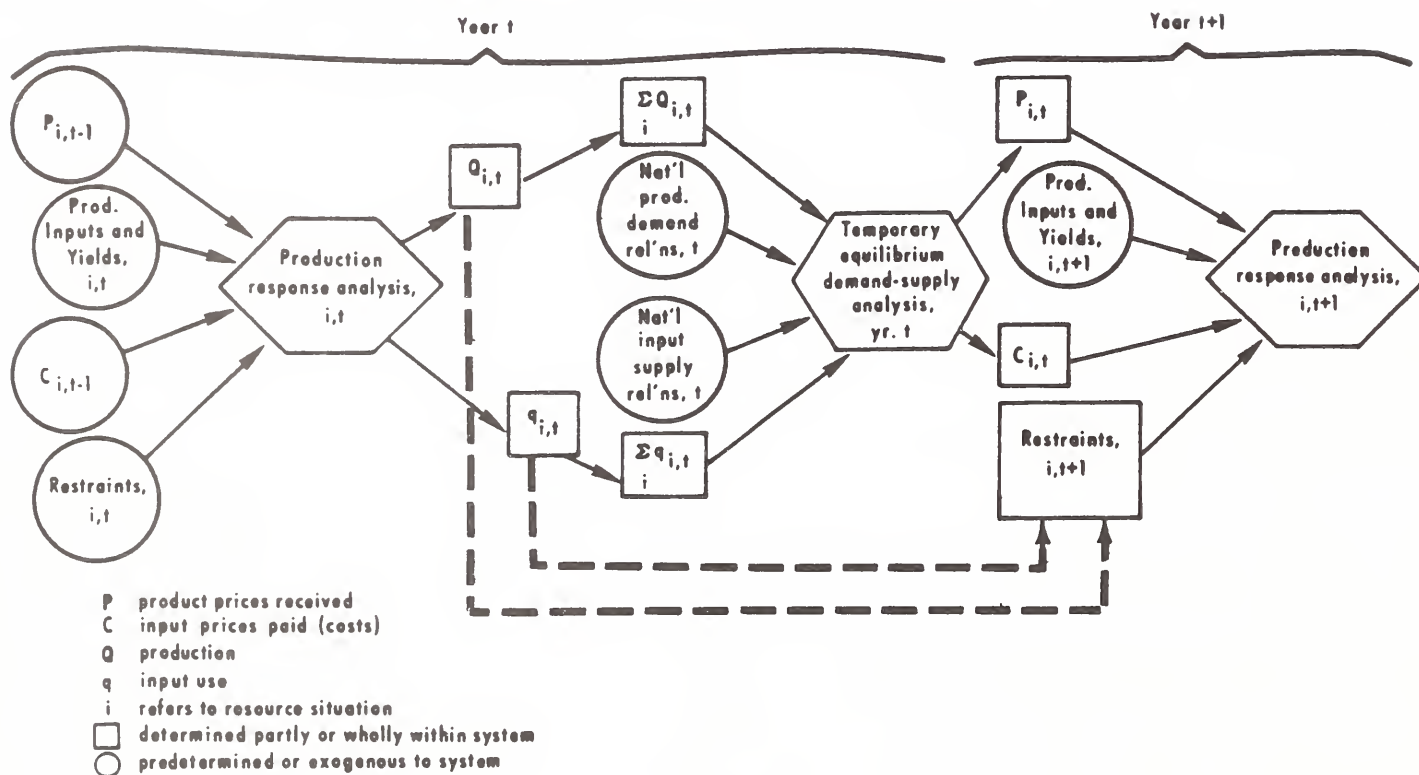 Year t
Year t+1
P i,t-1
Prod.
Inputs and
Yields,
i,t
C i,t-1
Restraints,
i,t
Production
response analysis,
i,t
Q i,t
q i,t
Σ Q i,t
i
Nat'l
prod.
demand
rel'ns, t
Nat'l
input
supply
rel'ns, t
Σ q i,t
i
Temporary
equilibrium
demand-supply
analysis,
yr. t
P i,t
Prod.
Inputs and
Yields,
i,t+1
C i,t
Restraints,
i,t+1
Production
response analysis,
i,t+1
P product prices received
C input prices paid (costs)
Q production
q input use
i refers to resource situation
determined partly or wholly within system
predetermined or exogenous to system